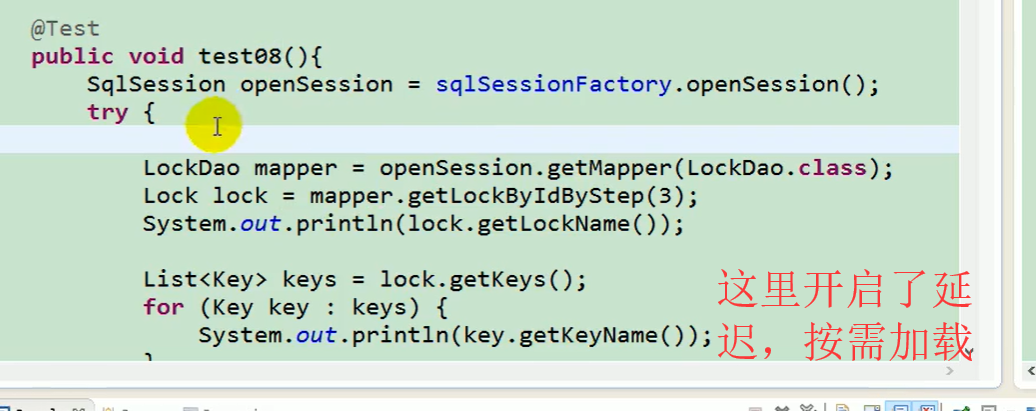 @Test
public void test08(){
SqlSession openSession = sqlSessionFactory.openSession();
try {
LockDao mapper = openSession.getMapper(LockDao.class);
Lock lock = mapper.getLockByIdByStep(3);
System.out.println(lock.getLockName());
List<Key> keys = lock.getKeys();
for (Key key : keys) {
System.out.println(key.getKeyName());
这里开启了延
迟，按需加载